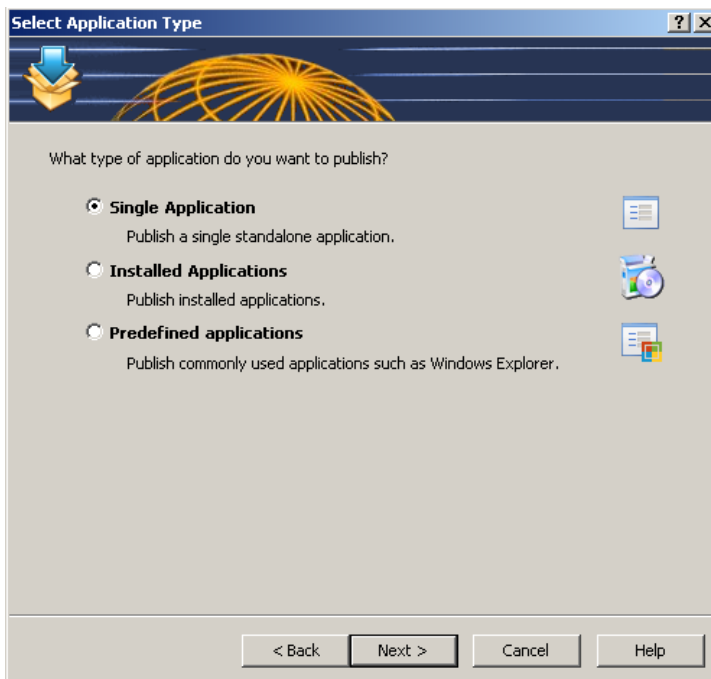 Select Application Type
What type of application do you want to publish?
Single Application
Publish a single standalone application.
Installed Applications
Publish installed applications.
Predefined applications
Publish commonly used applications such as Windows Explorer.
< Back Next > Cancel Help